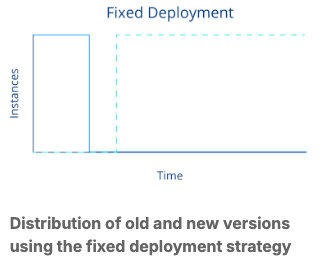 Fixed Deployment
Instances
Time
Distribution of old and new versions
using the fixed deployment strategy